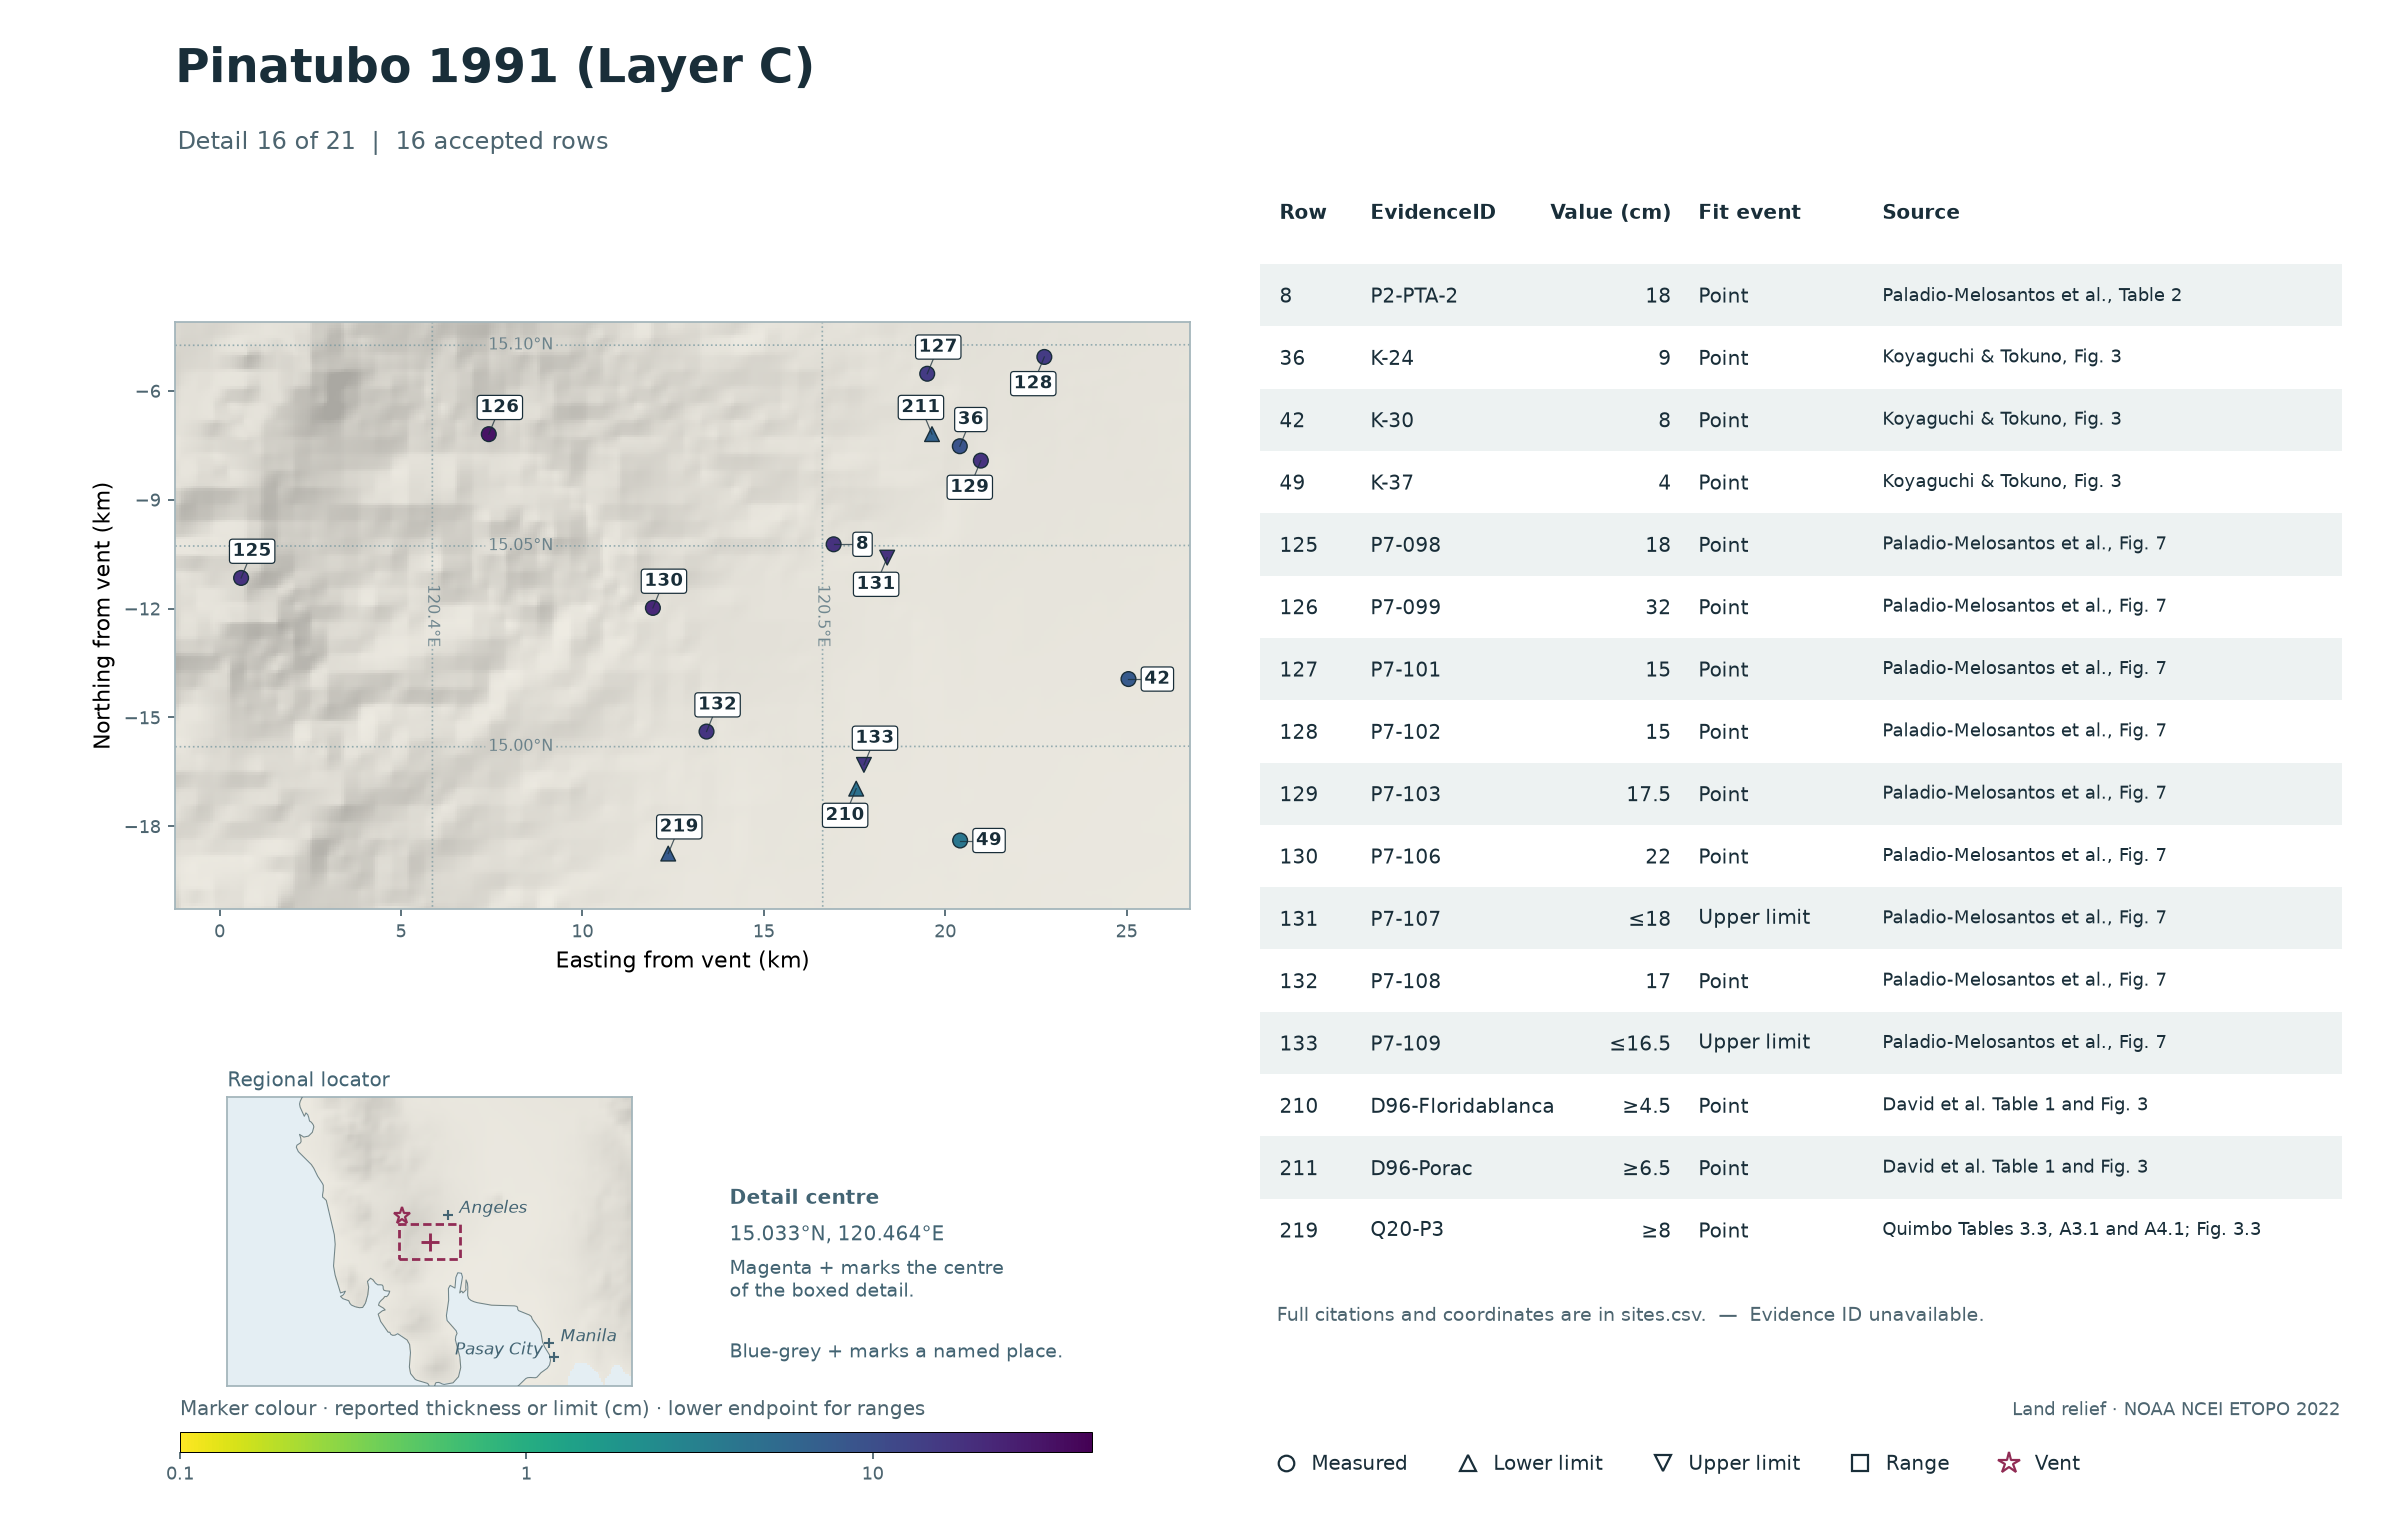 Pinatubo 1991 (Layer C)
Detail 16 of 21 | 16 accepted rows
Row EvidenceID Value (cm) Fit event Source
8 P2-PTA-2 18 Point Paladio-Melosantos et al., Table 2
36 K-24 9 Point Koyaguchi & Tokuno, Fig. 3
42 K-30 8 Point Koyaguchi & Tokuno, Fig. 3
49 K-37 4 Point Koyaguchi & Tokuno, Fig. 3
125 P7-098 18 Point Paladio-Melosantos et al., Fig. 7
126 P7-099 32 Point Paladio-Melosantos et al., Fig. 7
127 P7-101 15 Point Paladio-Melosantos et al., Fig. 7
128 P7-102 15 Point Paladio-Melosantos et al., Fig. 7
129 P7-103 17.5 Point Paladio-Melosantos et al., Fig. 7
130 P7-106 22 Point Paladio-Melosantos et al., Fig. 7
131 P7-107 ≤18 Upper limit Paladio-Melosantos et al., Fig. 7
132 P7-108 17 Point Paladio-Melosantos et al., Fig. 7
133 P7-109 ≤16.5 Upper limit Paladio-Melosantos et al., Fig. 7
210 D96-Floridablanca ≥4.5 Point David et al. Table 1 and Fig. 3
211 D96-Porac ≥6.5 Point David et al. Table 1 and Fig. 3
219 Q20-P3 ≥8 Point Quimbo Tables 3.3, A3.1 and A4.1; Fig. 3.3
Full citations and coordinates are in sites.csv. — Evidence ID unavailable.
Northing from vent (km)
−6
−9
−12
−15
−18
15.10°N
15.05°N
15.00°N
120.4°E
120.5°E
127
128
126
211
36
129
8
125
131
130
42
132
133
210
219
49
0 5 10 15 20 25
Easting from vent (km)
Regional locator
Angeles
Manila
Pasay City
Detail centre
15.033°N, 120.464°E
Magenta + marks the centre
of the boxed detail.
Blue-grey + marks a named place.
Marker colour · reported thickness or limit (cm) · lower endpoint for ranges
0.1 1 10
Land relief · NOAA NCEI ETOPO 2022
Measured Lower limit Upper limit Range Vent